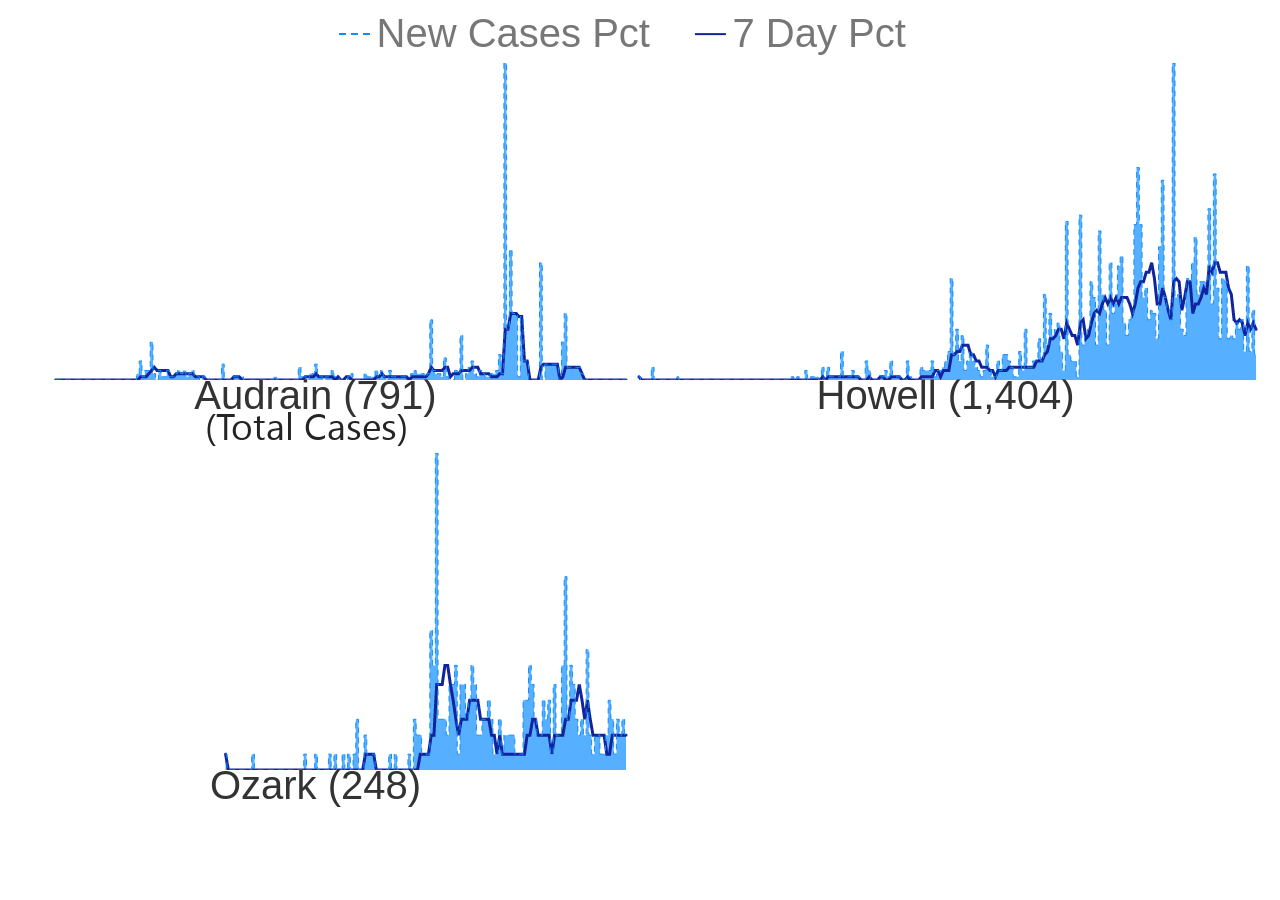 New Cases Pct 7 Day Pct
Audrain (791)
(Total Cases)
Howell (1,404)
Ozark (248)